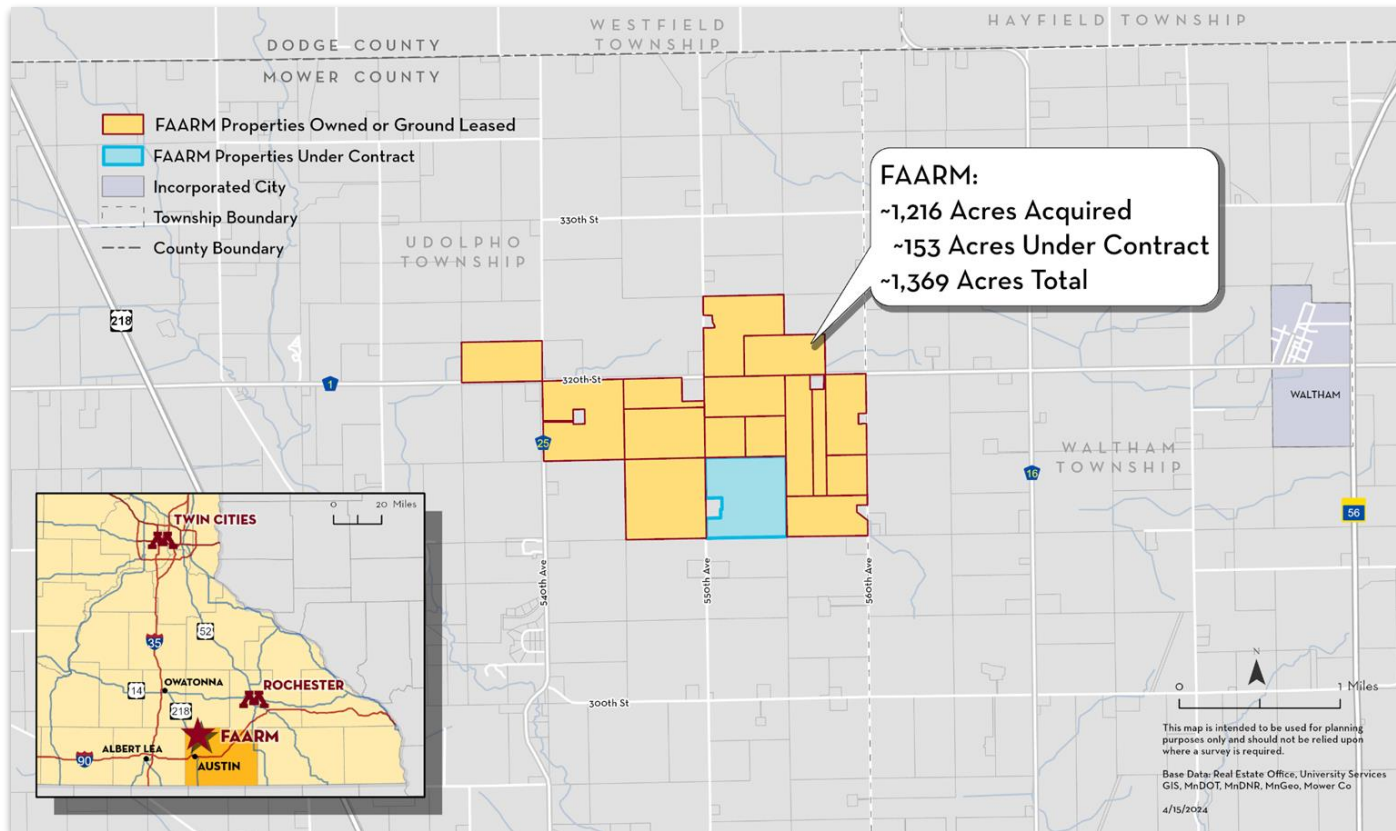 WESTFIELD
TOWNSHIP
HAYFIELD TOWNSHIP
DODGE COUNTY
MOWER COUNTY
FAARM Properties Owned or Ground Leased
FAARM Properties Under Contract
Incorporated City
Township Boundary
County Boundary
FAARM:
~1,216 Acres Acquired
~153 Acres Under Contract
~1,369 Acres Total
330th St
UDOLPHO
TOWNSHIP
218
1
320th St
WALTHAM
25
WALTHAM
TOWNSHIP
16
56
540th Ave
550th Ave
560th Ave
300th St
0 20 Miles
TWIN CITIES
35
52
OWATONNA
14
ROCHESTER
218
FAARM
ALBERT LEA
90
AUSTIN
N
0 1 Miles
This map is intended to be used for planning
purposes only and should not be relied upon
where a survey is required.
Base Data: Real Estate Office, University Services
GIS, MnDOT, MnDNR, MnGeo, Mower Co
4/15/2024